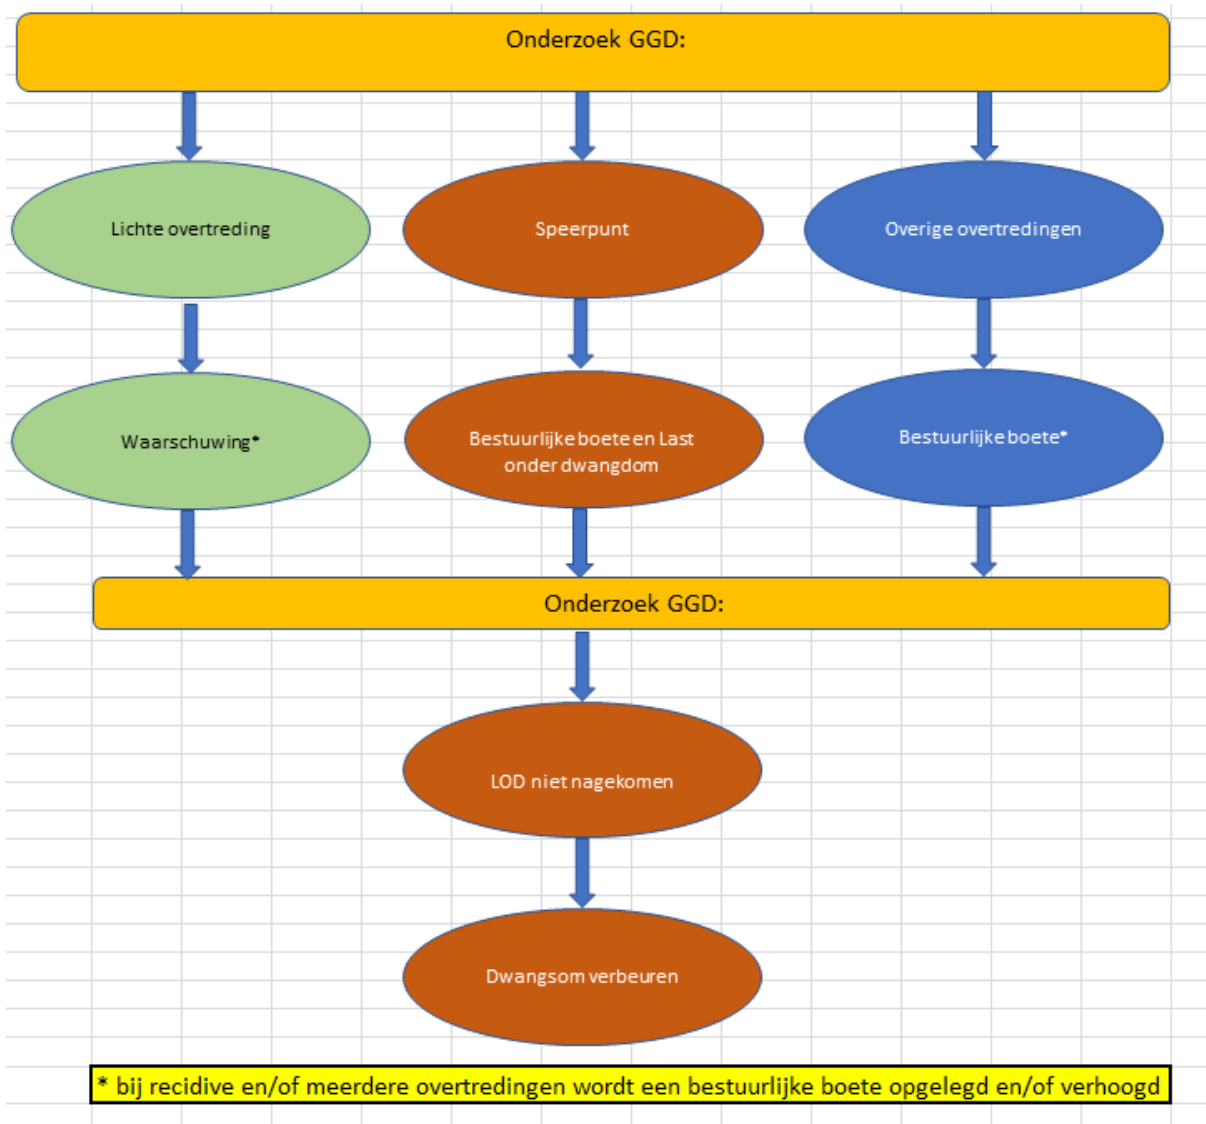 Onderzoek GGD:
Lichte overtreding
Speerpunt
Overige overtredingen
Waarschuwing*
Bestuurlijke boete en Last
onder dwangdom
Bestuurlijke boete*
Onderzoek GGD:
LOD niet nagekomen
Dwangsom verbeuren
* bij recidive en/of meerdere overtredingen wordt een bestuurlijke boete opgelegd en/of verhoogd